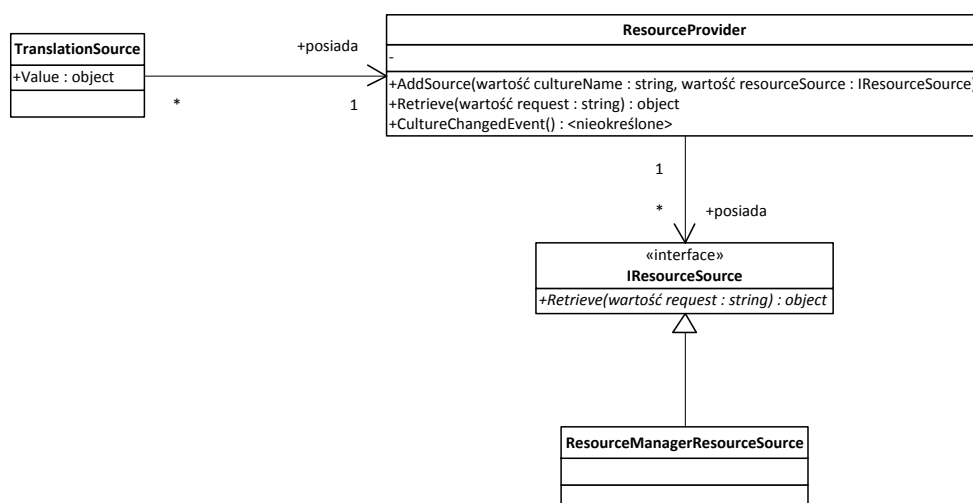 TranslationSource
+Value : object
+posiada
*
1
ResourceProvider
-
+AddSource(wartość cultureName : string, wartość resourceSource : IResourceSource)
+Retrieve(wartość request : string) : object
+CultureChangedEvent() : <nieokreślone>
1
*
+posiada
«interface»
IResourceSource
+Retrieve(wartość request : string) : object
ResourceManagerResourceSource